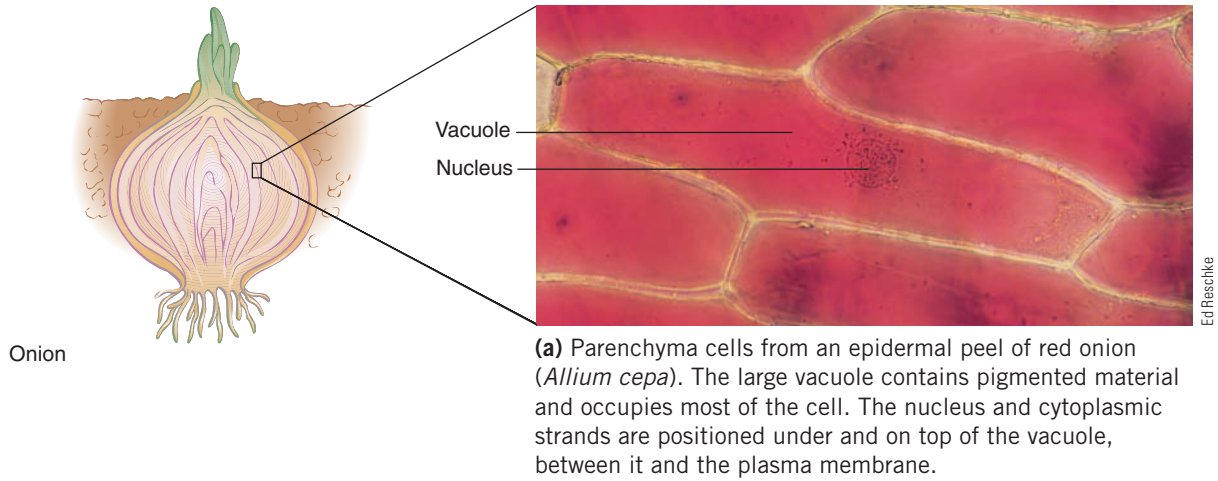 Vacuole
Nucleus
Onion
Ed Reschke
(a) Parenchyma cells from an epidermal peel of red onion
(Allium cepa). The large vacuole contains pigmented material
and occupies most of the cell. The nucleus and cytoplasmic
strands are positioned under and on top of the vacuole,
between it and the plasma membrane.